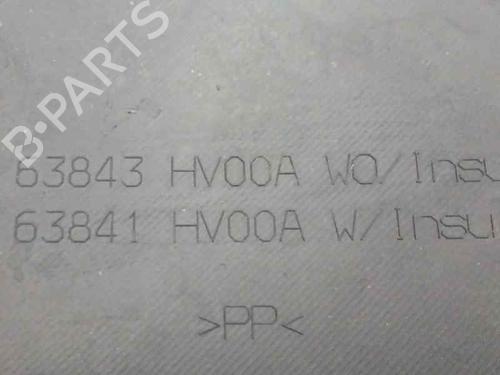 B-PARTS
63843 HV00A WO/Insu
63841 HV00A W/Insu
>PP<